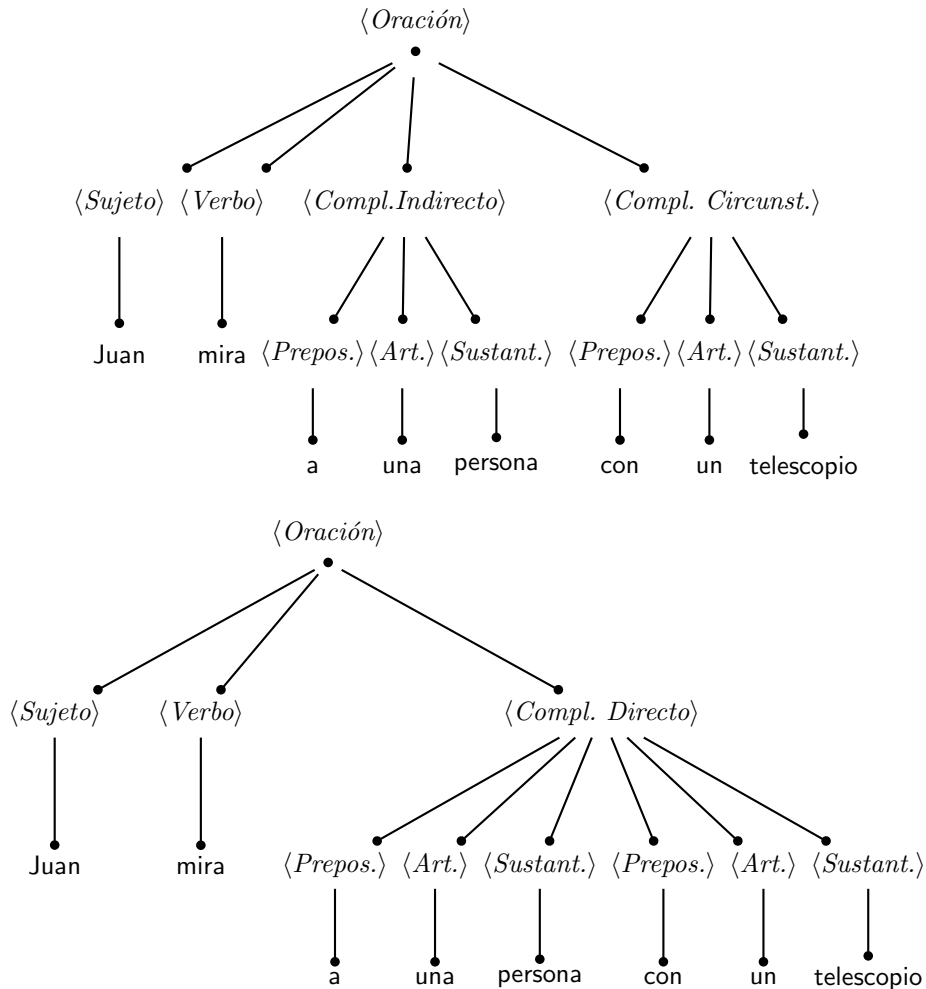 ⟨Oración⟩
⟨Sujeto⟩ ⟨Verbo⟩ ⟨Compl.Indirecto⟩ ⟨Compl. Circunst.⟩
Juan mira ⟨Prepos.⟩ ⟨Art.⟩ ⟨Sustant.⟩ ⟨Prepos.⟩ ⟨Art.⟩ ⟨Sustant.⟩
a una persona con un telescopio
⟨Oración⟩
⟨Sujeto⟩ ⟨Verbo⟩ ⟨Compl. Directo⟩
Juan mira ⟨Prepos.⟩ ⟨Art.⟩ ⟨Sustant.⟩ ⟨Prepos.⟩ ⟨Art.⟩ ⟨Sustant.⟩
a una persona con un telescopio